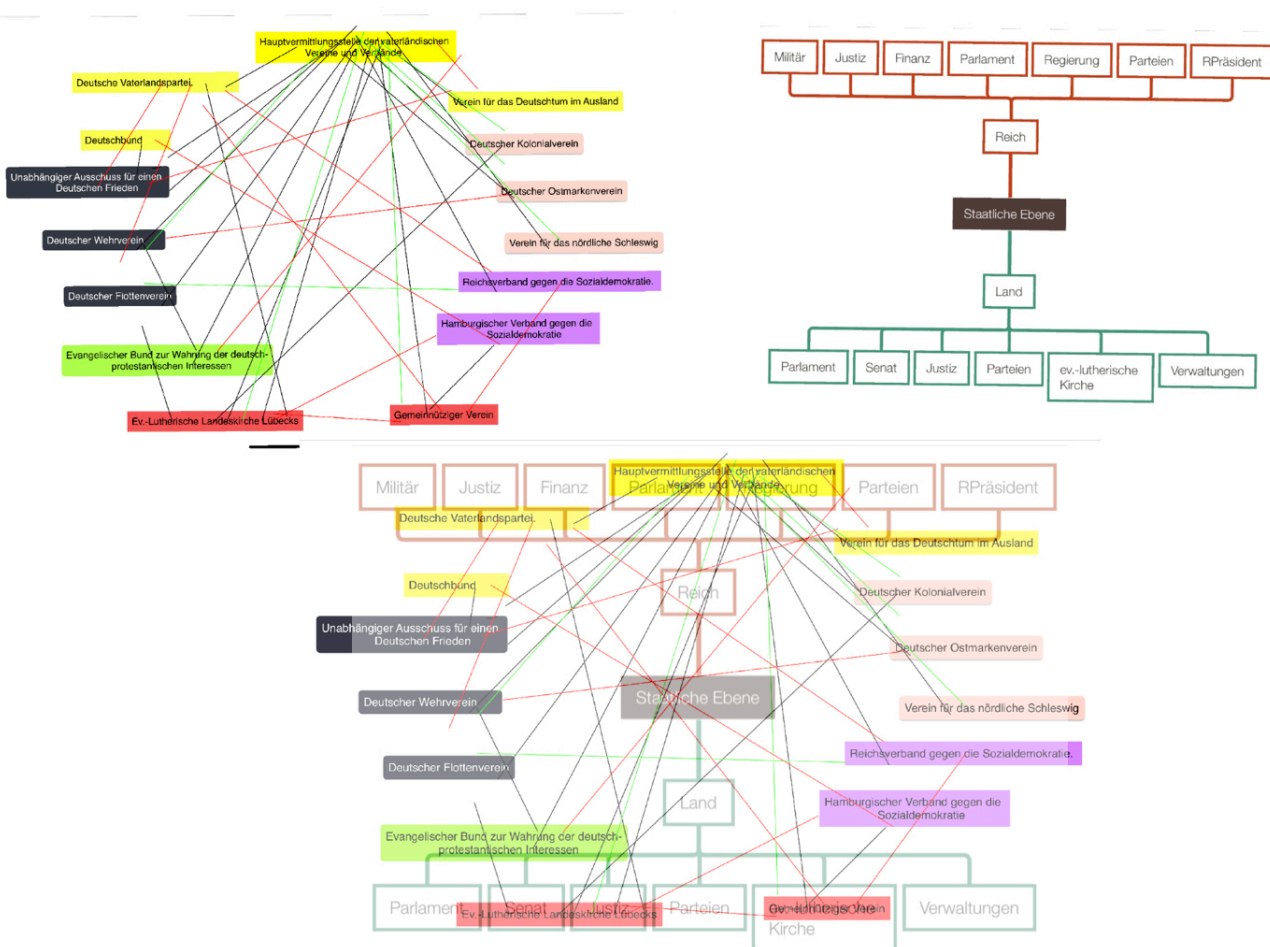 Hauptvermittlungsstelle der vaterländischen
Vereine und Verbände
Deutsche Vaterlandspartei.
Verein für das Deutschtum im Ausland
Deutschbund
Deutscher Kolonialverein
Unabhängiger Ausschuss für einen
Deutschen Frieden
Deutscher Ostmarkenverein
Deutscher Wehrverein
Verein für das nördliche Schleswig
Deutscher Flottenverein
Reichsverband gegen die Sozialdemokratie.
Hamburgischer Verband gegen die
Sozialdemokratie
Evangelischer Bund zur Wahrung der deutsch-
protestantischen Interessen
Ev.-Lutherische Landeskirche Lübecks
Gemeinnütziger Verein
Militär
Justiz
Finanz
Parlament
Regierung
Parteien
RPräsident
Reich
Staatliche Ebene
Land
Parlament
Senat
Justiz
Parteien
ev.-lutherische
Kirche
Verwaltungen
Hauptvermittlungsstelle der vaterländischen
Vereine und Verbände
Militär
Justiz
Finanz
Parlament
Regierung
Parteien
RPräsident
Deutsche Vaterlandspartei.
Verein für das Deutschtum im Ausland
Deutschbund
Reich
Deutscher Kolonialverein
Unabhängiger Ausschuss für einen
Deutschen Frieden
Deutscher Ostmarkenverein
Deutscher Wehrverein
Staatliche Ebene
Verein für das nördliche Schleswig
Deutscher Flottenverein
Reichsverband gegen die Sozialdemokratie.
Land
Hamburgischer Verband gegen die
Sozialdemokratie
Evangelischer Bund zur Wahrung der deutsch-
protestantischen Interessen
Parlament
Senat
Justiz
Parteien
ev.-lutherische
Kirche
Verwaltungen
Ev.-Lutherische Landeskirche Lübecks
Gemeinnütziger Verein